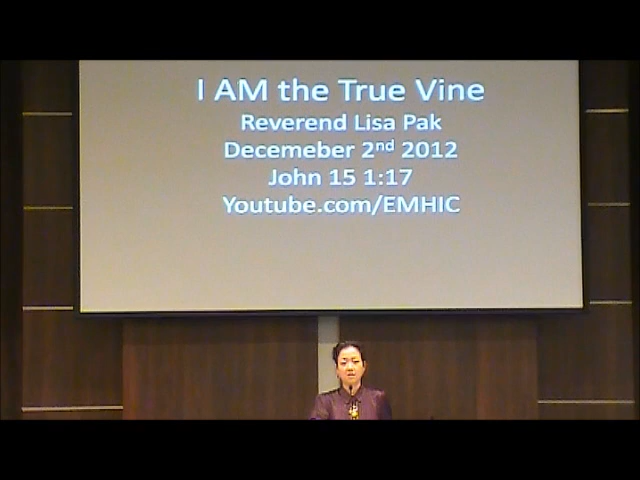 I AM the True Vine
Reverend Lisa Pak
Decemeber 2nd 2012
John 15 1:17
Youtube.com/EMHIC